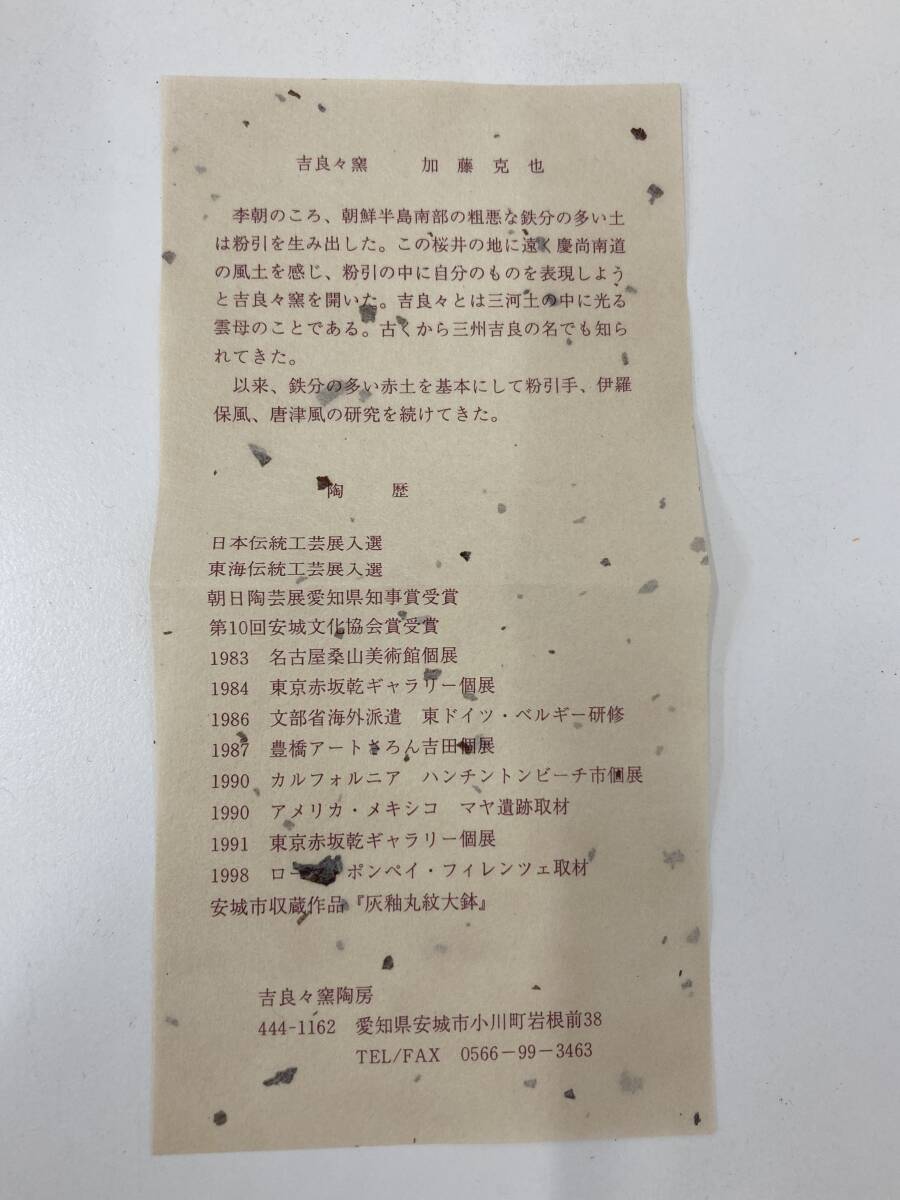 吉良々窯　加藤克也
李朝のころ、朝鮮半島南部の粗悪な鉄分の多い土
は粉引を生み出した。この桜井の地に遠く慶尚南道
の風土を感じ、粉引の中に自分のものを表現しよう
と吉良々窯を開いた。吉良々とは三河土の中に光る
雲母のことである。古くから三州吉良の名でも知ら
れてきた。
以来、鉄分の多い赤土を基本にして粉引手、伊羅
保風、唐津風の研究を続けてきた。
陶　歴
日本伝統工芸展入選
東海伝統工芸展入選
朝日陶芸展愛知県知事賞受賞
第10回安城文化協会賞受賞
1983　名古屋桑山美術館個展
1984　東京赤坂乾ギャラリー個展
1986　文部省海外派遣　東ドイツ・ベルギー研修
1987　豊橋アートさろん吉田個展
1990　カルフォルニア　ハンチントンビーチ市個展
1990　アメリカ・メキシコ　マヤ遺跡取材
1991　東京赤坂乾ギャラリー個展
1998　ロー　ポンペイ・フィレンツェ取材
安城市収蔵作品『灰釉丸紋大鉢』
吉良々窯陶房
444-1162　愛知県安城市小川町岩根前38
TEL/FAX　0566－99－3463